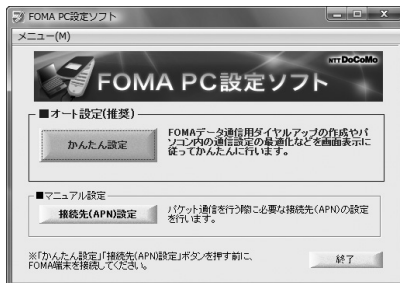 FOMA PC設定ソフト
メニュー(M)
NTT DoCoMo
FOMA PC設定ソフト
■オート設定(推奨)
かんたん設定
FOMAデータ通信用ダイヤルアップの作成やパ
ソコン内の通信設定の最適化などを画面表示に
従ってかんたんに行います。
■マニュアル設定
接続先(APN)設定
パケット通信を行う際に必要な接続先(APN)の設定
を行います。
※「かんたん設定」「接続先(APN)設定」ボタンを押す前に、
FOMA端末を接続してください。
終了